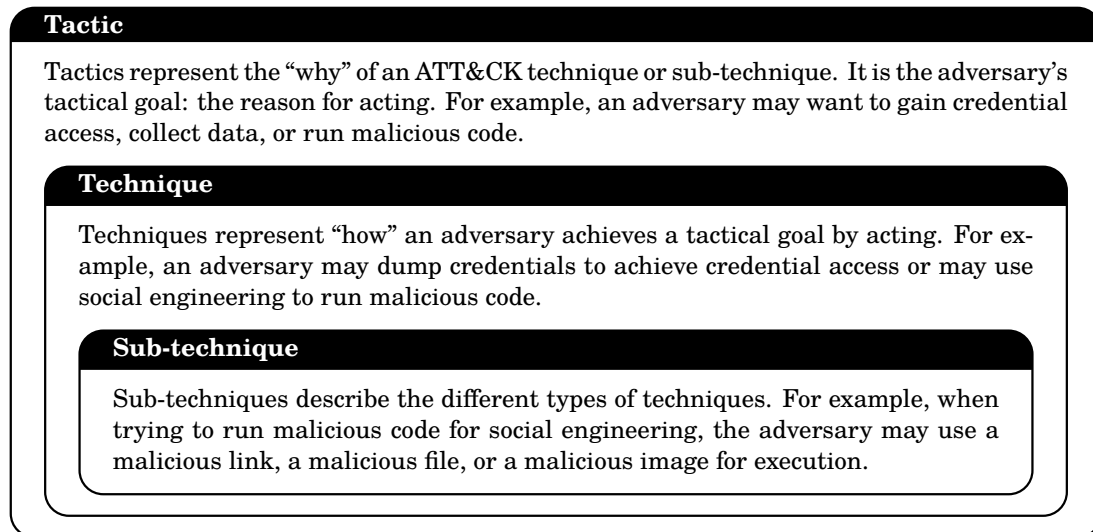 Tactic
Tactics represent the “why” of an ATT&CK technique or sub-technique. It is the adversary’s
tactical goal: the reason for acting. For example, an adversary may want to gain credential
access, collect data, or run malicious code.
Technique
Techniques represent “how” an adversary achieves a tactical goal by acting. For ex-
ample, an adversary may dump credentials to achieve credential access or may use
social engineering to run malicious code.
Sub-technique
Sub-techniques describe the different types of techniques. For example, when
trying to run malicious code for social engineering, the adversary may use a
malicious link, a malicious file, or a malicious image for execution.